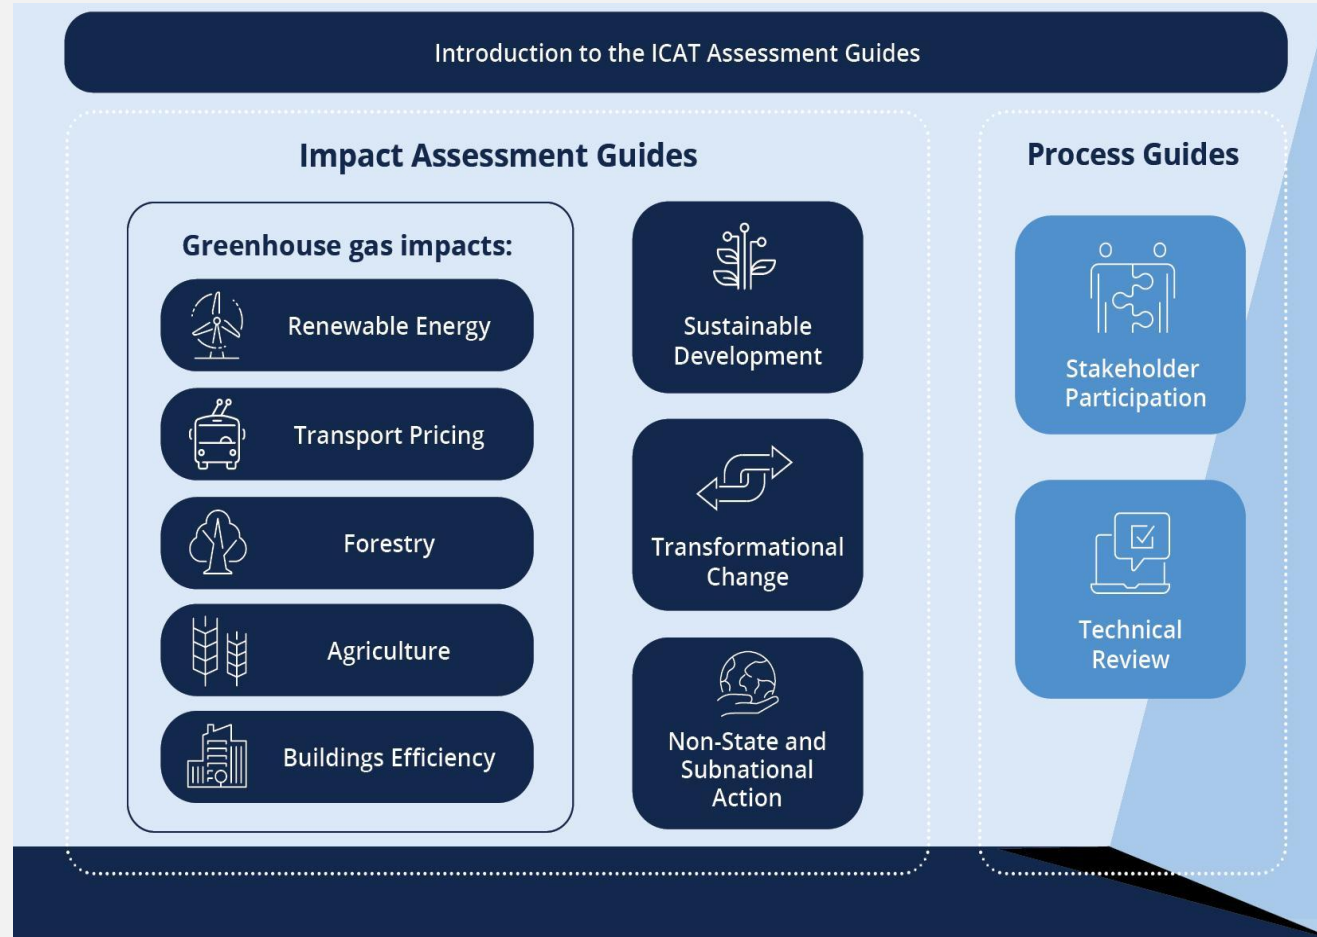 Introduction to the ICAT Assessment Guides
Impact Assessment Guides
Greenhouse gas impacts:
Renewable Energy
Transport Pricing
Forestry
Agriculture
Buildings Efficiency
Sustainable
Development
Transformational
Change
Non-State and
Subnational
Action
Process Guides
Stakeholder
Participation
Technical
Review